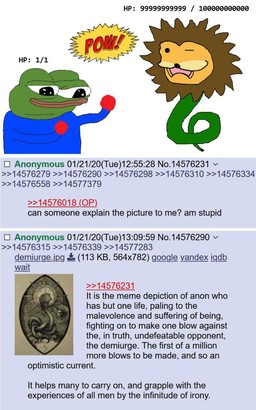 HP: 99999999999 / 100000000000
POW!
HP: 1/1
Anonymous 01/21/20(Tue)12:55:28 No.14576231
>>14576279 >>14576290 >>14576298 >>14576310 >>14576334
>>14576558 >>14577379
>>14576018 (OP)
can someone explain the picture to me? am stupid
Anonymous 01/21/20(Tue)13:09:59 No.14576290
>>14576315 >>14576339 >>14577283
demiurge.jpg (113 KB, 564x782) google yandex iqdb
wait
>>14576231
It is the meme depiction of anon who
has but one life, paling to the
malevolence and suffering of being,
fighting on to make one blow against
the, in truth, undefeatable opponent,
the demiurge. The first of a million
more blows to be made, and so an
optimistic current.
It helps many to carry on, and grapple with the
experiences of all men by the infinitude of irony.